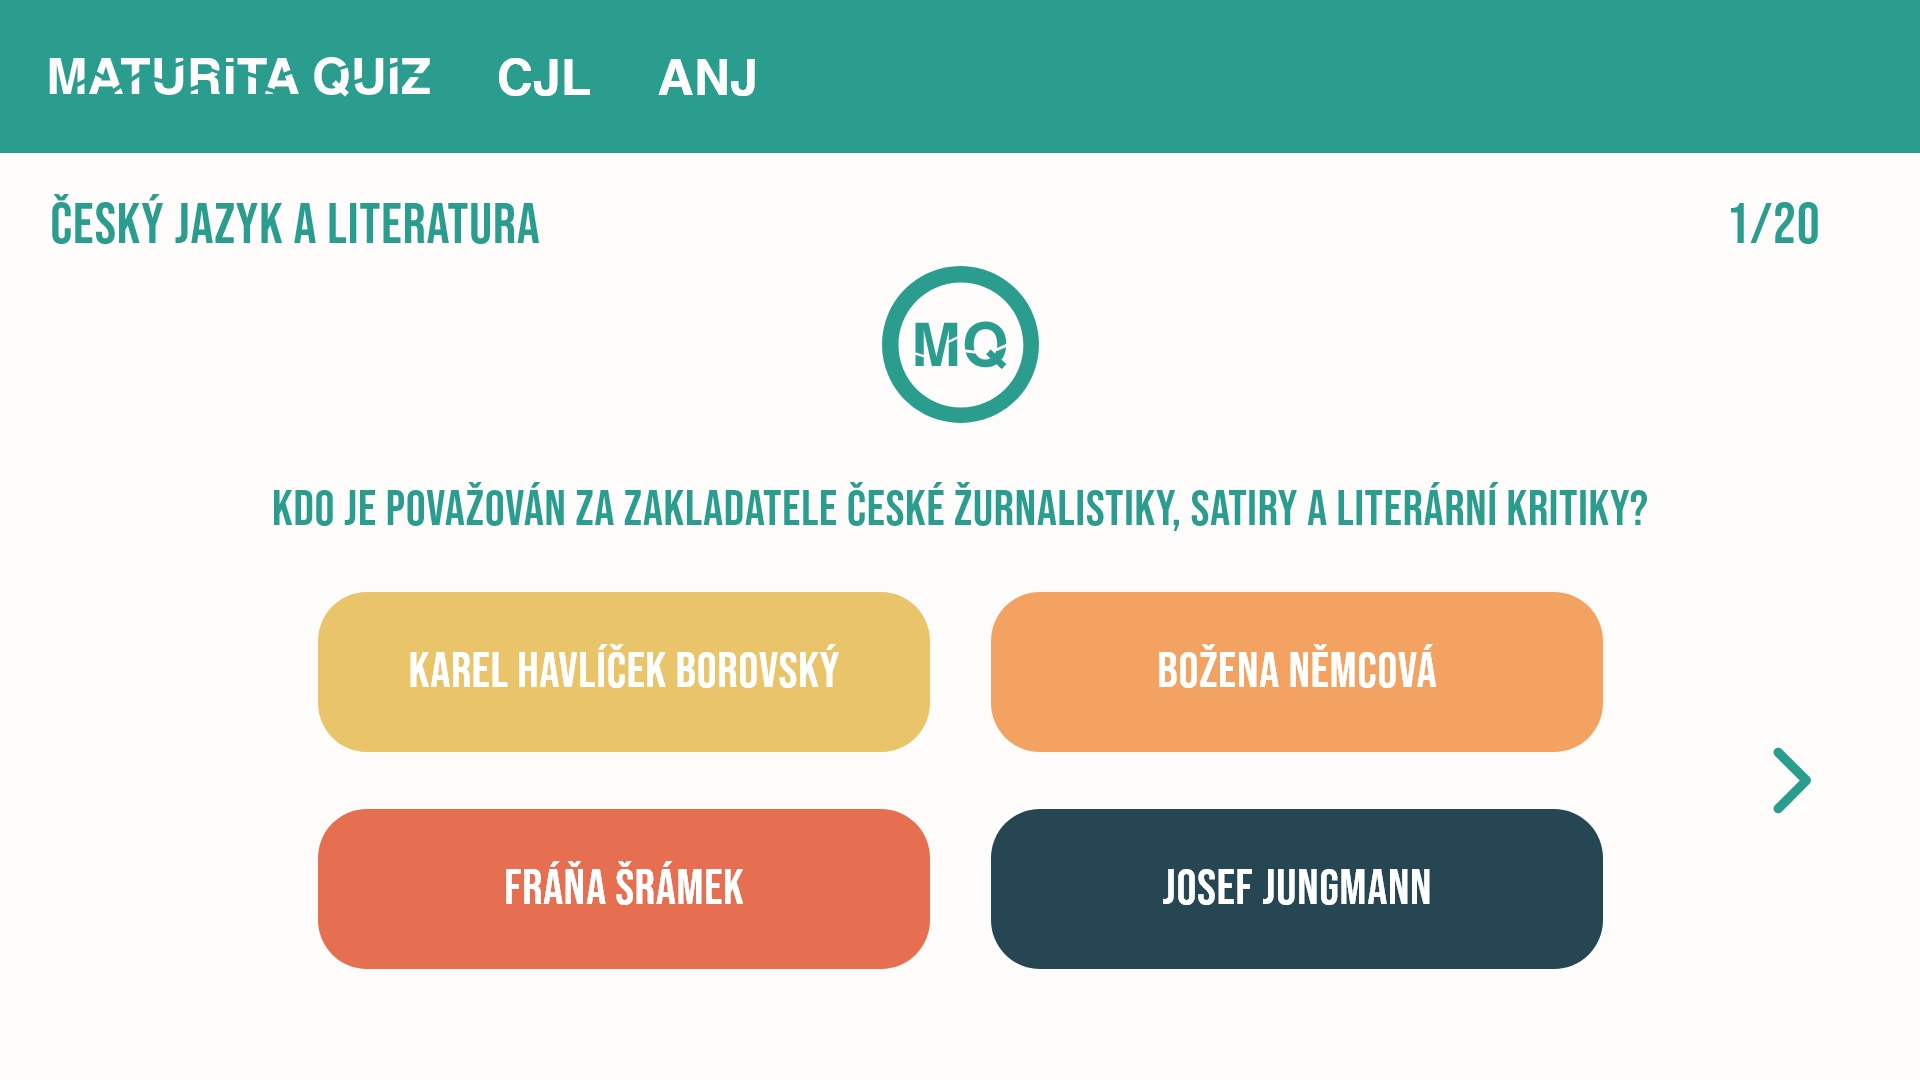 MATURiTA QUiZ CJL ANJ
ČESKÝ JAZYK A LITERATURA 1/20
MQ
KDO JE POVAŽOVÁN ZA ZAKLADATELE ČESKÉ ŽURNALISTIKY, SATIRY A LITERÁRNÍ KRITIKY?
KAREL HAVLÍČEK BOROVSKÝ
BOŽENA NĚMCOVÁ
FRÁŇA ŠRÁMEK
JOSEF JUNGMANN